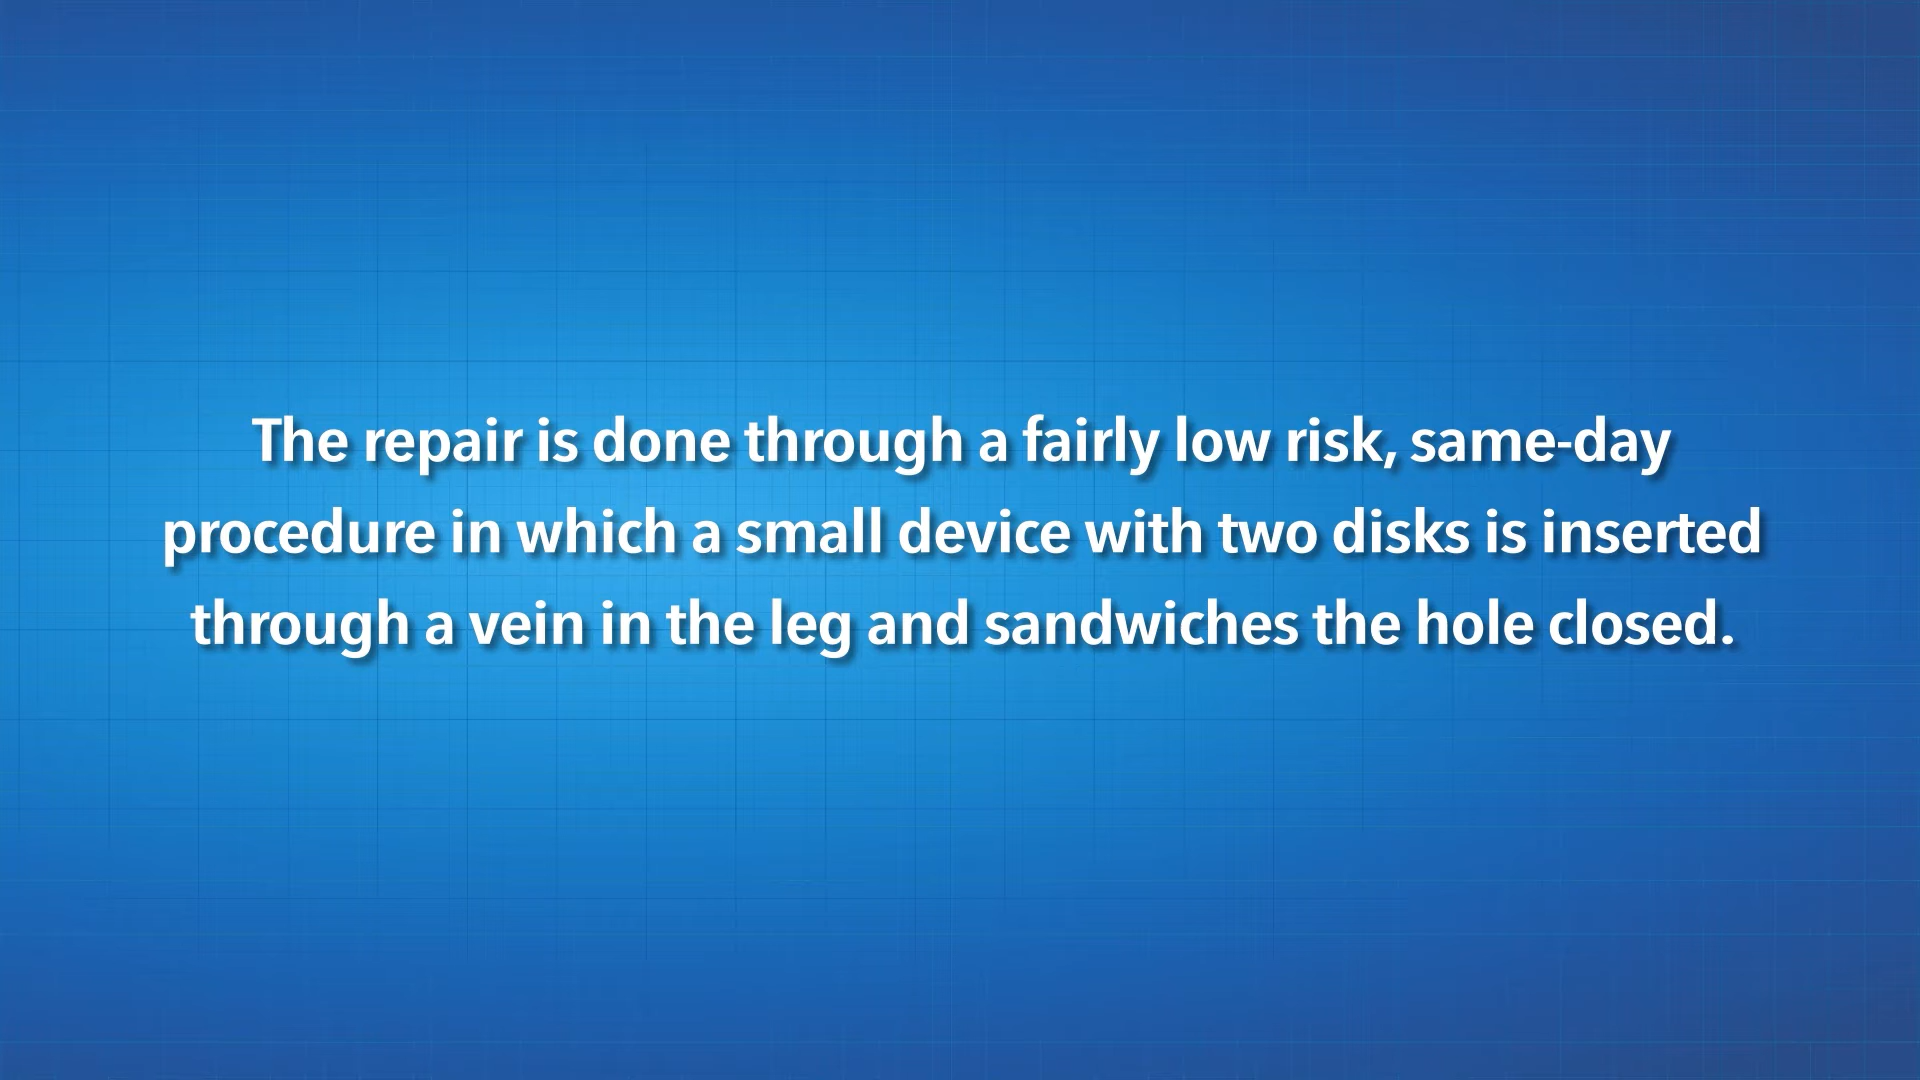 The repair is done through a fairly low risk, same-day
procedure in which a small device with two disks is inserted
through a vein in the leg and sandwiches the hole closed.